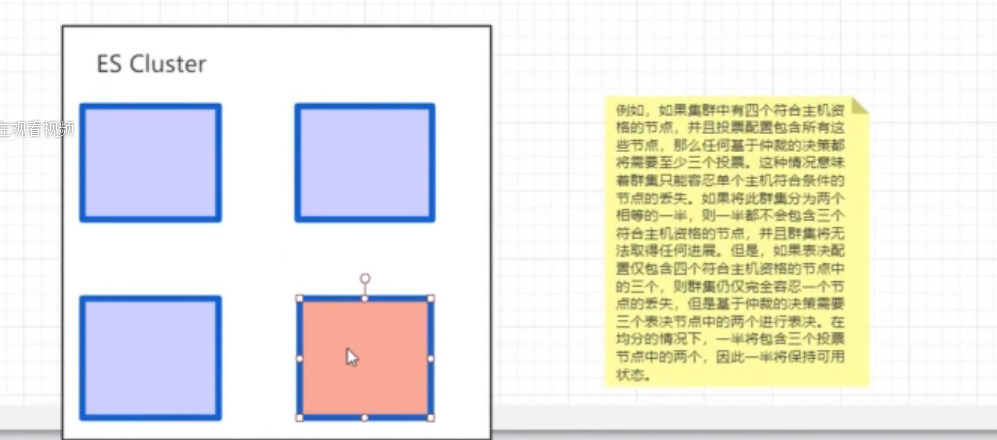 ES Cluster
在观看视频
例如，如果集群中有四个符合主机资
格的节点，并且投票配置包含所有这
些节点，那么任何基于仲裁的决策都
将需要至少三个投票。这种情况意味
着群集只能容忍单个主机符合条件的
节点的丢失。如果将此群集分为两个
相等的一半，则一半都不会包含三个
符合主机资格的节点，并且群集将无
法取得任何进展。但是，如果表决配
置仅包含四个符合主机资格的节点中
的三个，则群集仍仅完全容忍一个节
点的丢失，但是基于仲裁的决策需要
三个表决节点中的两个进行表决。在
均分的情况下，一半将包含三个投票
节点中的两个，因此一半将保持可用
状态。